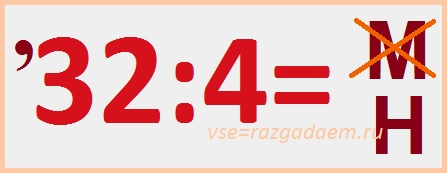 ’32:4= М
Н
vse=razgadaem.ru